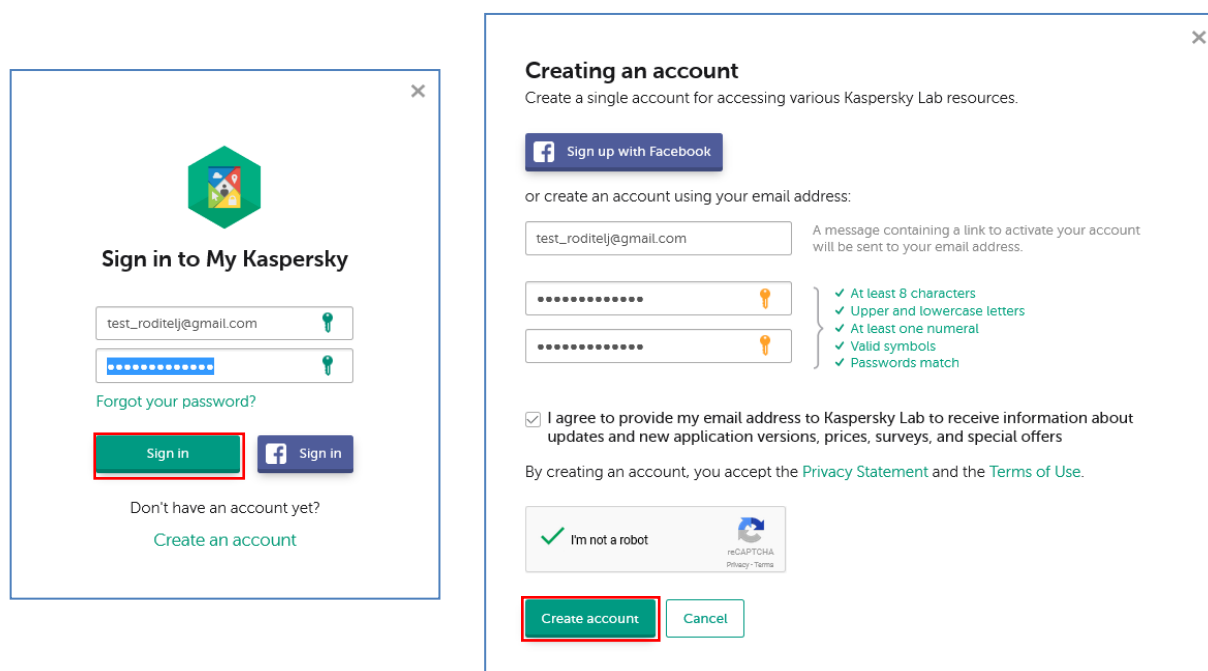 Sign in to My Kaspersky
test_roditelj@gmail.com
•••••••••••••
Forgot your password?
Sign in
Sign in
Don't have an account yet?
Create an account
Creating an account
Create a single account for accessing various Kaspersky Lab resources.
Sign up with Facebook
or create an account using your email address:
test_roditelj@gmail.com
A message containing a link to activate your account
will be sent to your email address.
•••••••••••••
•••••••••••••
At least 8 characters
Upper and lowercase letters
At least one numeral
Valid symbols
Passwords match
I agree to provide my email address to Kaspersky Lab to receive information about
updates and new application versions, prices, surveys, and special offers
By creating an account, you accept the Privacy Statement and the Terms of Use.
I'm not a robot
reCAPTCHA
Privacy - Terms
Create account
Cancel